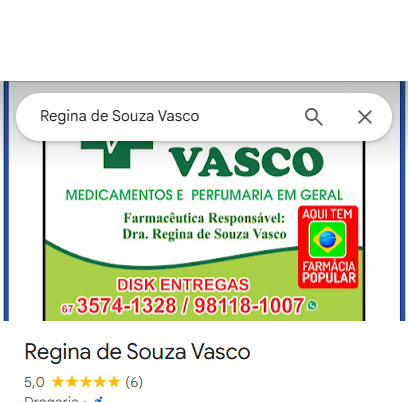 Regina de Souza Vasco
V
VASCO
MEDICAMENTOS E PERFUMARIA EM GERAL
Farmacêutica Responsável:
Dra. Regina de Souza Vasco
AQUI TEM
FARMÁCIA
POPULAR
DISK ENTREGAS
67 3574-1328 / 98118-1007
Regina de Souza Vasco
5,0 (6)
Drogaria